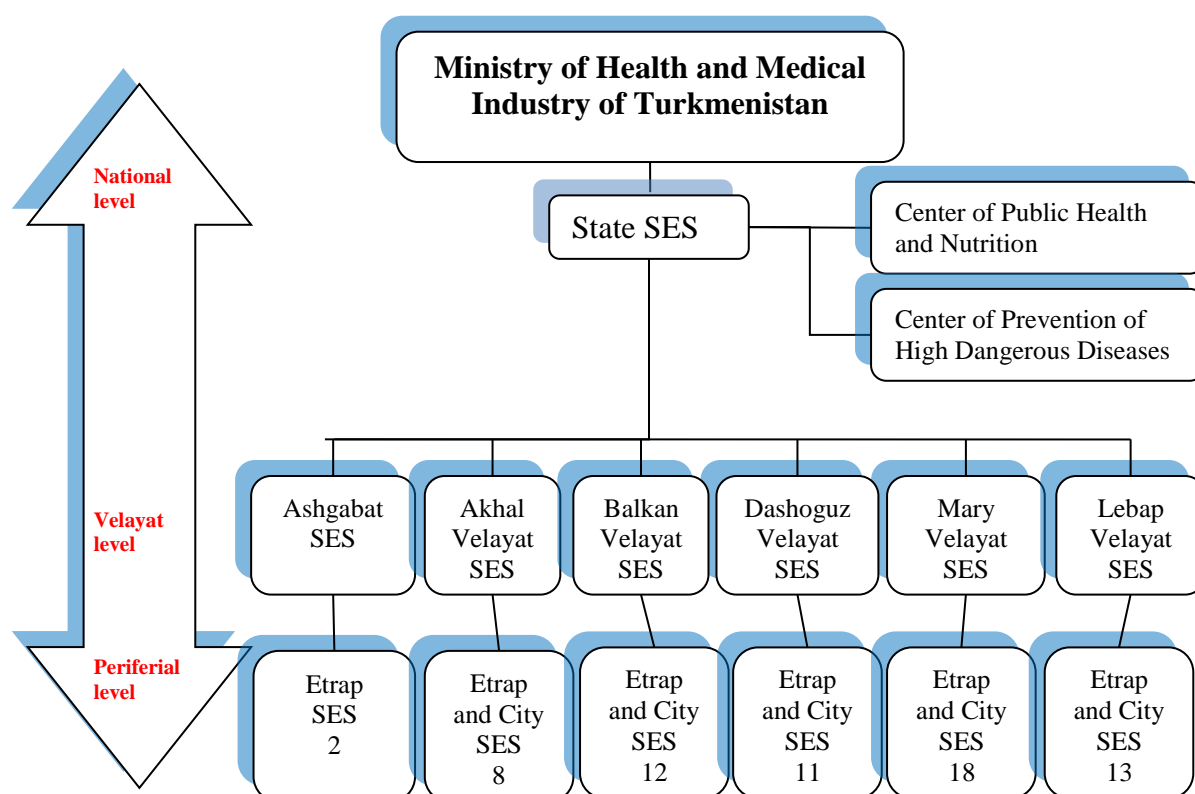 Ministry of Health and Medical
Industry of Turkmenistan
National
level
State SES
Center of Public Health
and Nutrition
Center of Prevention of
High Dangerous Diseases
Velayat
level
Ashgabat
SES
Akhal
Velayat
SES
Balkan
Velayat
SES
Dashoguz
Velayat
SES
Mary
Velayat
SES
Lebap
Velayat
SES
Periferial
level
Etrap
SES
2
Etrap
and City
SES
8
Etrap
and City
SES
12
Etrap
and City
SES
11
Etrap
and City
SES
18
Etrap
and City
SES
13